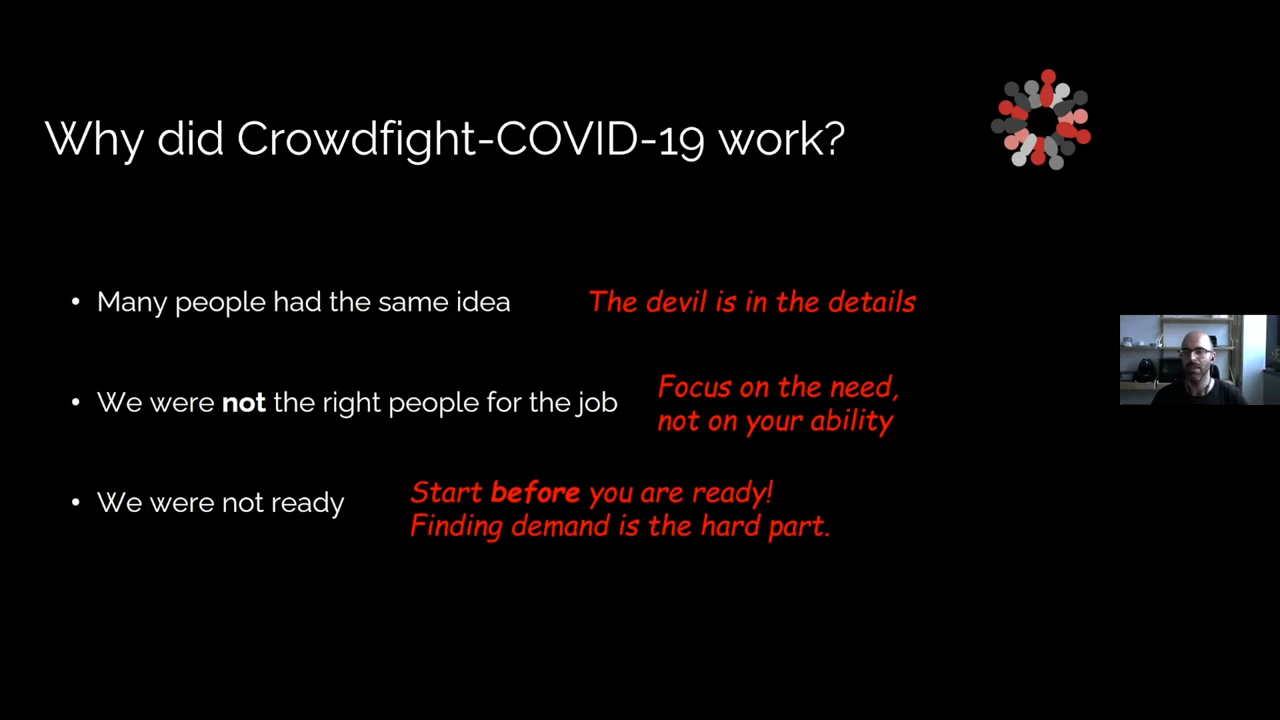 Why did Crowdfight-COVID-19 work?
• Many people had the same idea
The devil is in the details
• We were not the right people for the job
Focus on the need,
not on your ability
• We were not ready
Start before you are ready!
Finding demand is the hard part.